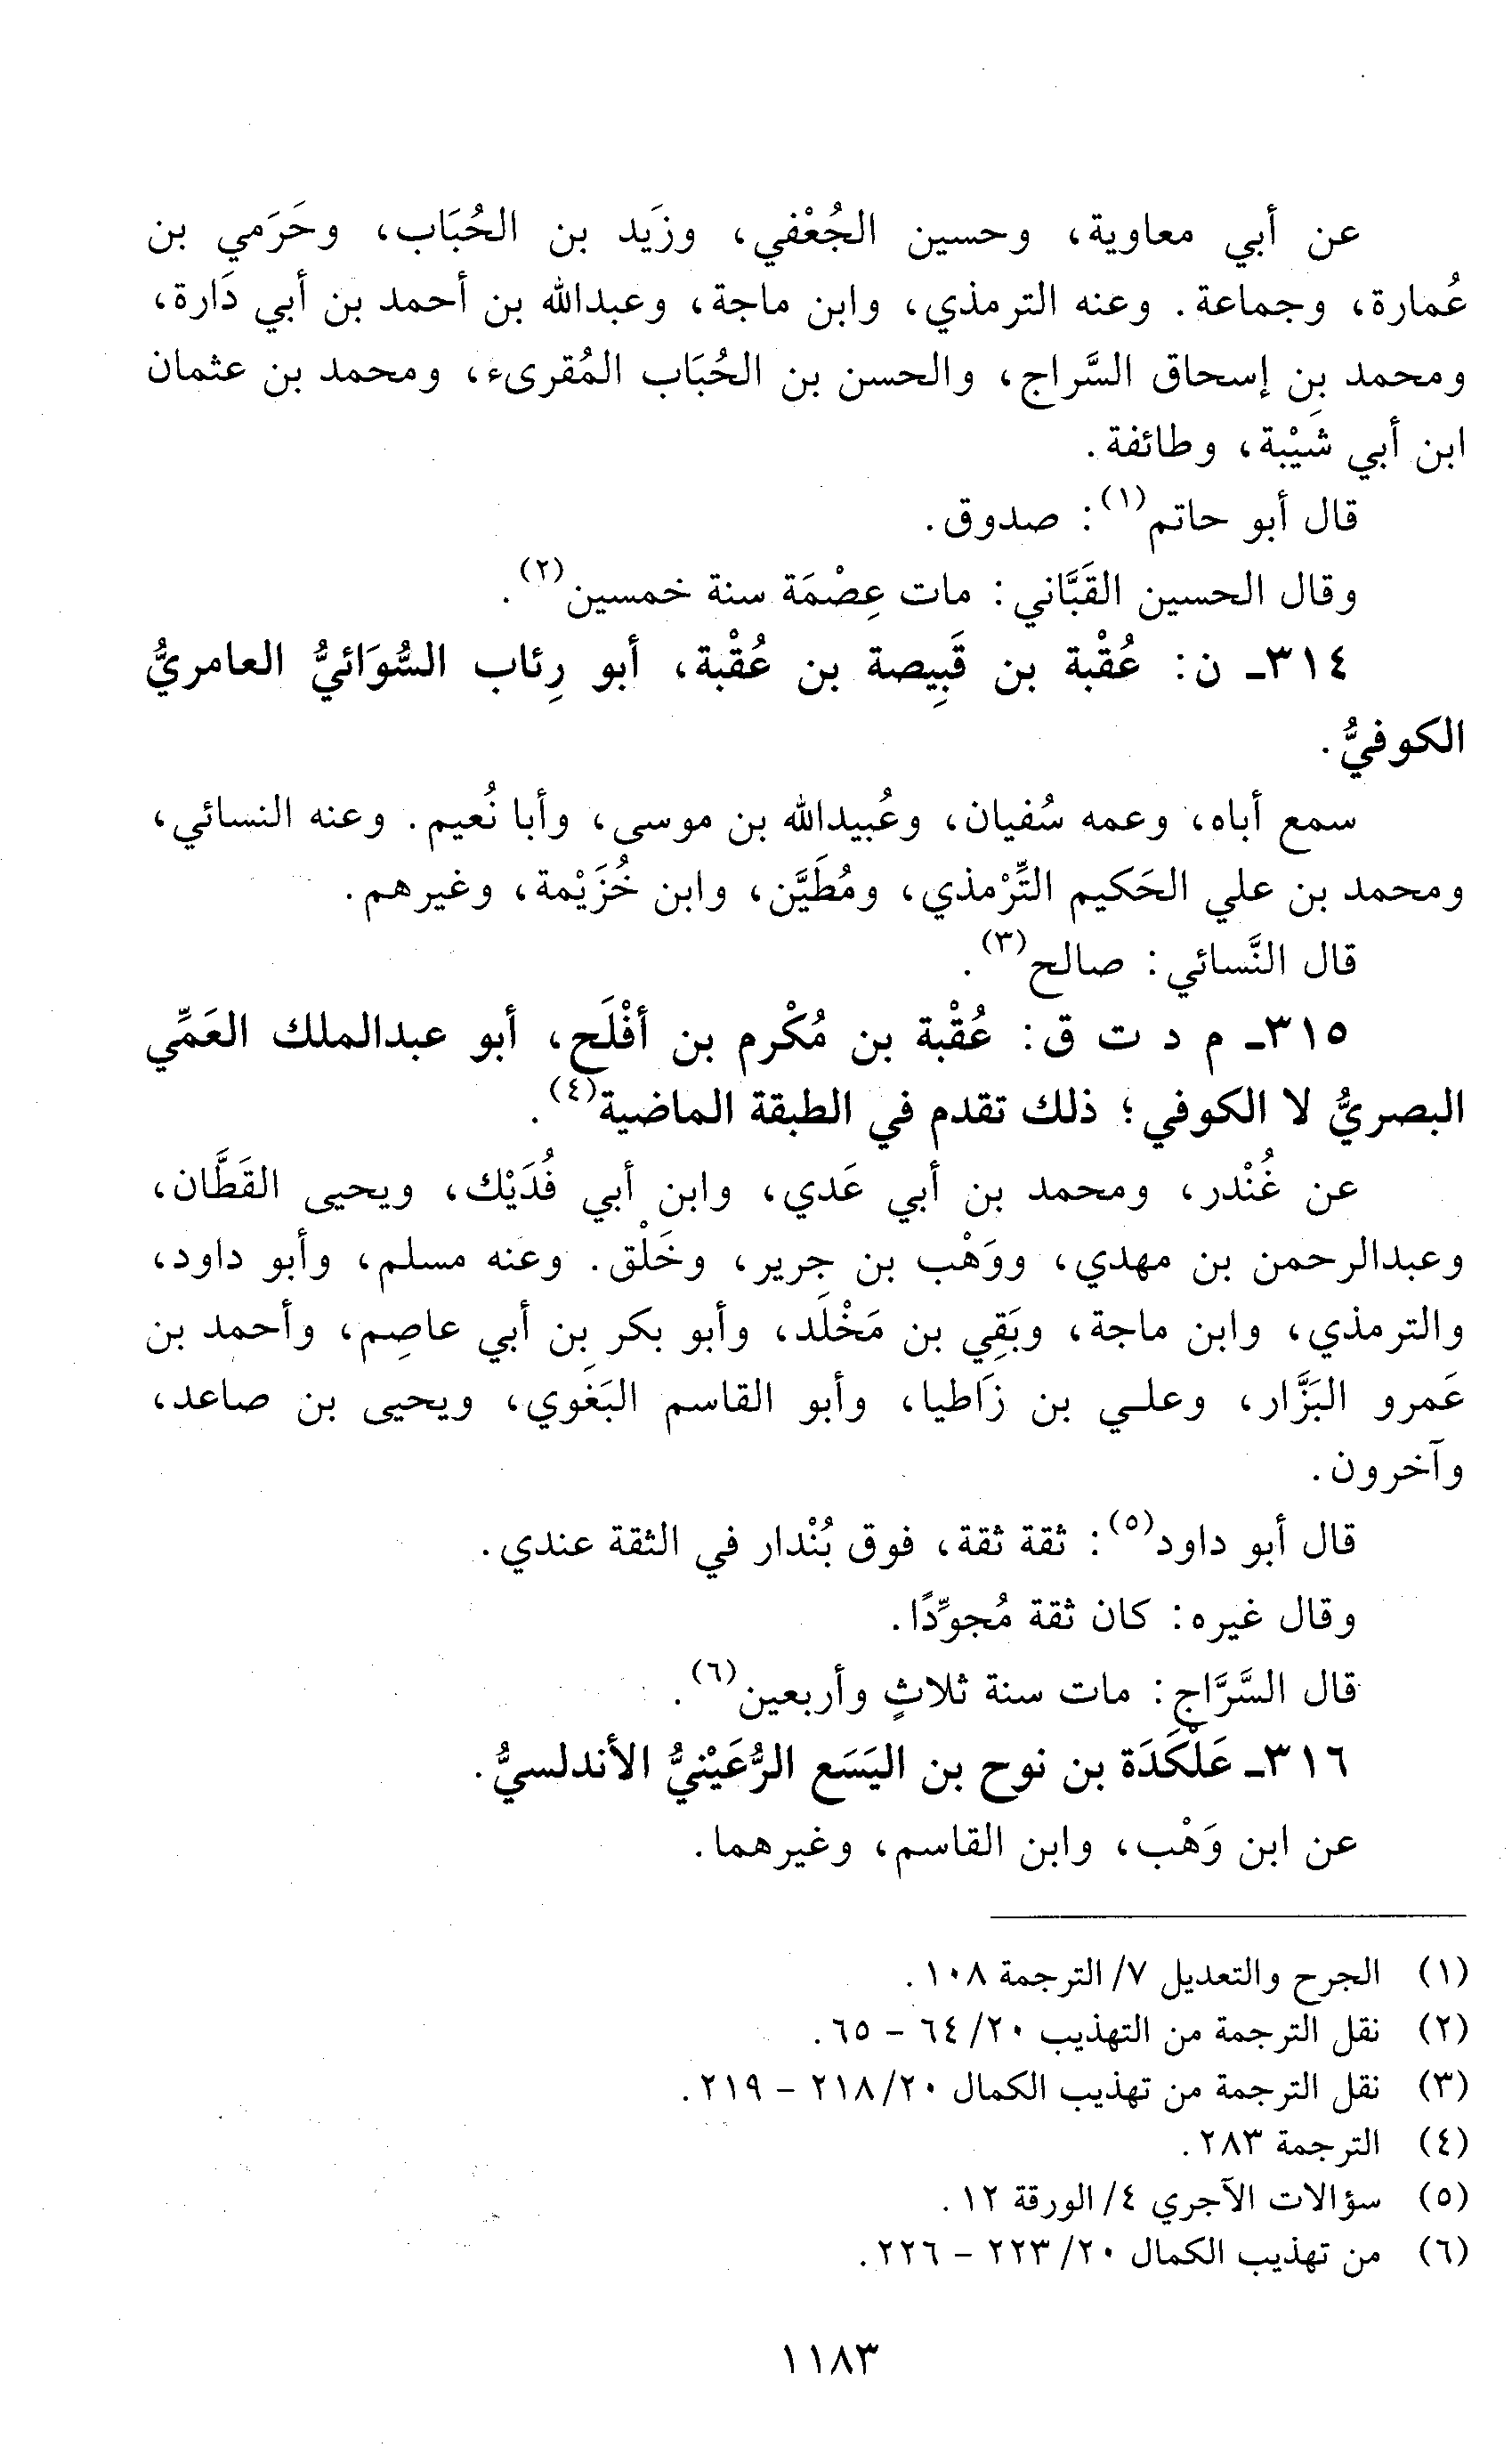 عن أبي معاوية، وحسين الجُعْفي، وزَيد بن الحُبَاب، وحَرَمي بن
عُمارة، وجماعة. وعنه الترمذي، وابن ماجة، وعبدالله بن أحمد بن أبي دَارة،
ومحمد بن إسحاق السَّراج، والحسن بن الحُبَاب المُقرىء، ومحمد بن عثمان
ابن أبي شَيْبة، وطائفة.
قال أبو حاتم(١): صدوق.
وقال الحسين القَبَّاني: مات عِصْمَة سنة خمسين(٢).
٣١٤- ن: عُقْبة بن قَبِيصة بن عُقْبة، أبو رِئاب السُّوَائيُّ العامريُّ
الكوفيُّ.
سمع أباه، وعمه سُفيان، وعُبيدالله بن موسى، وأبا نُعيم. وعنه النسائي،
ومحمد بن علي الحَكيم التِّرْمذي، ومُطَيَّن، وابن خُزَيْمة، وغيرهم.
قال النَّسائي: صالح(٣).
٣١٥- م د ت ق: عُقْبة بن مُكْرم بن أفْلَح، أبو عبدالملك العَمِّي
البصريُّ لا الكوفي؛ ذلك تقدم في الطبقة الماضية(٤).
عن غُنْدر، ومحمد بن أبي عَدي، وابن أبي فُدَيْك، ويحيى القَطَّان،
وعبدالرحمن بن مهدي، ووَهْب بن جرير، وخَلْق. وعنه مسلم، وأبو داود،
والترمذي، وابن ماجة، وبَقِي بن مَخْلَد، وأبو بكر بن أبي عاصِم، وأحمد بن
عَمرو البَزَّار، وعلي بن زَاطيا، وأبو القاسم البَغَوي، ويحيى بن صاعد،
وآخرون.
قال أبو داود(٥): ثقة ثقة، فوق بُنْدار في الثقة عندي.
وقال غيره: كان ثقة مُجوِّدًا.
قال السَّرَّاج: مات سنة ثلاثٍ وأربعين(٦).
٣١٦- عَلْكَدَة بن نوح بن اليَسَع الرُّعَيْنيُّ الأندلسيُّ.
عن ابن وَهْب، وابن القاسم، وغيرهما.
(١) الجرح والتعديل ٧/ الترجمة ١٠٨.
(٢) نقل الترجمة من التهذيب ٢٠/ ٦٤ - ٦٥.
(٣) نقل الترجمة من تهذيب الكمال ٢٠/ ٢١٨ - ٢١٩.
(٤) الترجمة ٢٨٣.
(٥) سؤالات الآجري ٤/ الورقة ١٢.
(٦) من تهذيب الكمال ٢٠/ ٢٢٣ - ٢٢٦.
١١٨٣